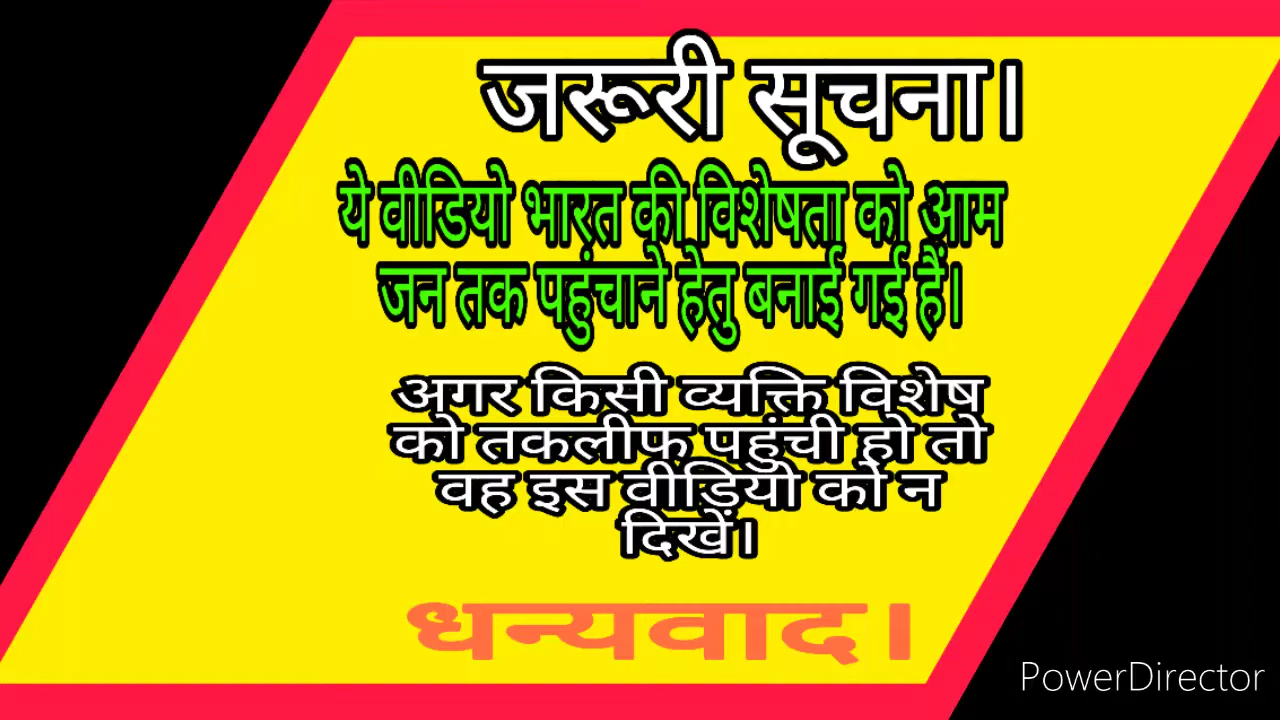 जरूरी सूचना।
ये वीडियो भारत की विशेषता को आम
जन तक पहुंचाने हेतु बनाई गई हैं।
अगर किसी व्यक्ति विशेष
को तकलीफ पहुंची हो तो
वह इस वीडियो को न
दिखें।
धन्यवाद।
PowerDirector